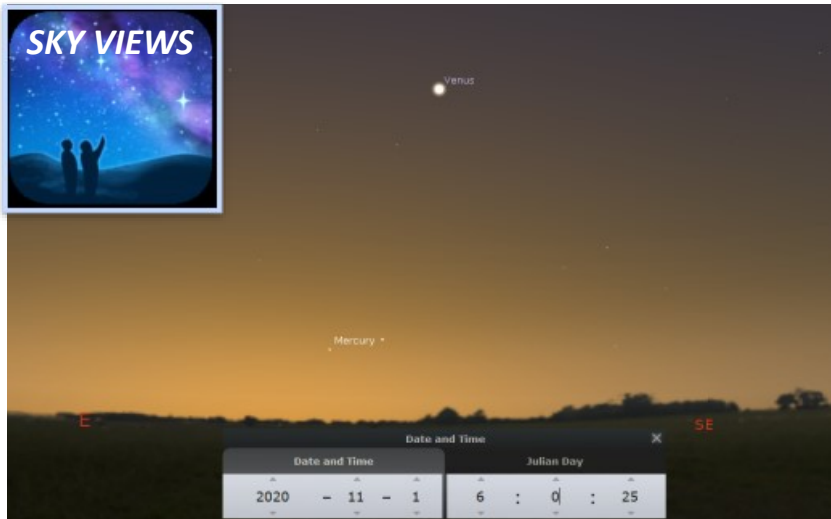 SKY VIEWS
Venus
Mercury
E
SE
Date and Time
Date and Time
Julian Day
2020 - 11 - 1 6 : 0 : 25